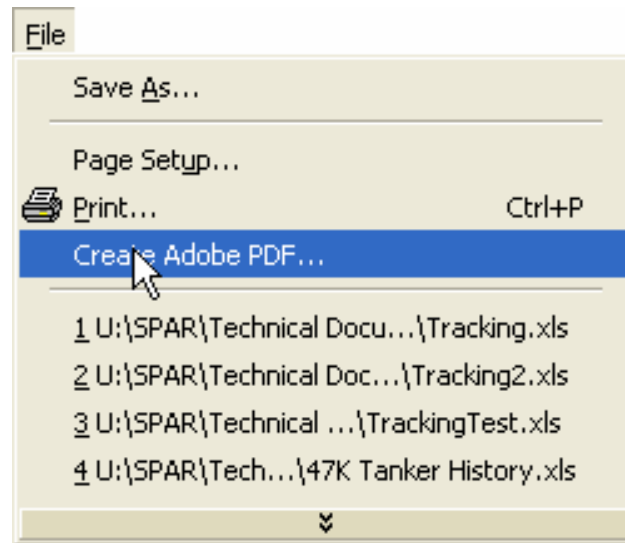 File
Save As...
Page Setup...
Print... Ctrl+P
Create Adobe PDF...
1 U:\SPAR\Technical Docu...\Tracking.xls
2 U:\SPAR\Technical Doc...\Tracking2.xls
3 U:\SPAR\Technical ...\TrackingTest.xls
4 U:\SPAR\Tech...\47K Tanker History.xls